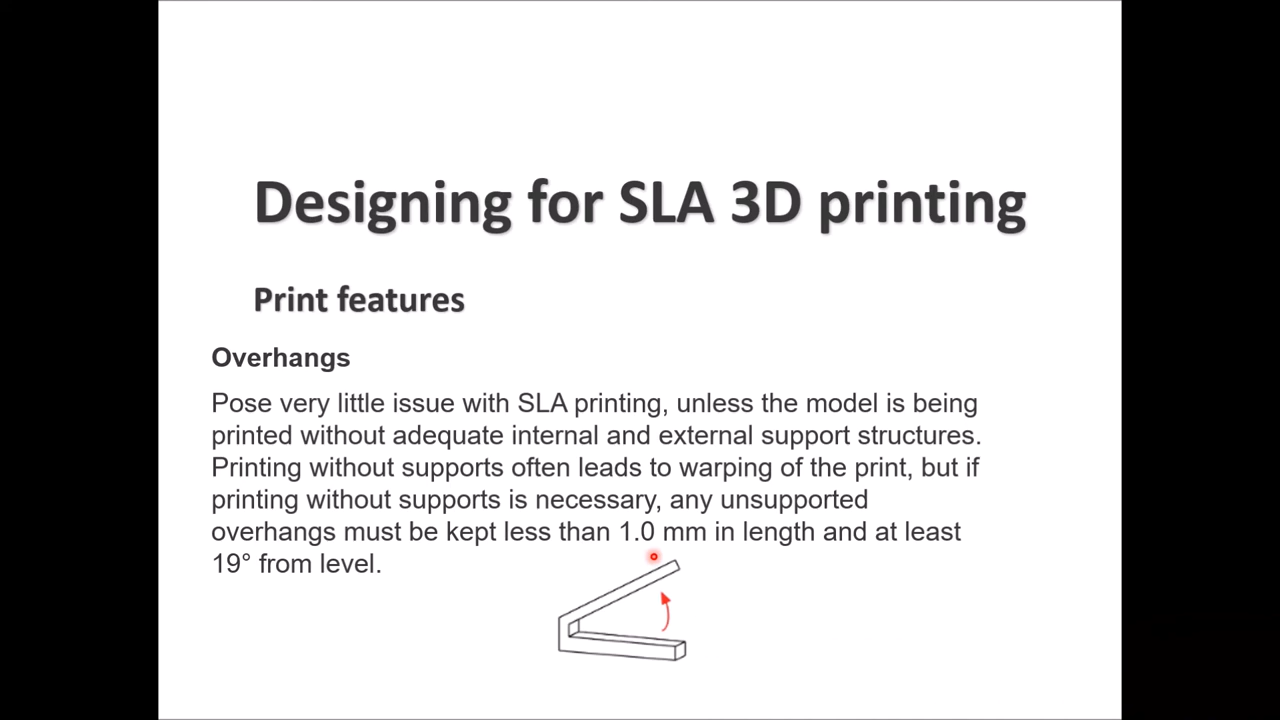 Designing for SLA 3D printing
Print features
Overhangs
Pose very little issue with SLA printing, unless the model is being
printed without adequate internal and external support structures.
Printing without supports often leads to warping of the print, but if
printing without supports is necessary, any unsupported
overhangs must be kept less than 1.0 mm in length and at least
19° from level.